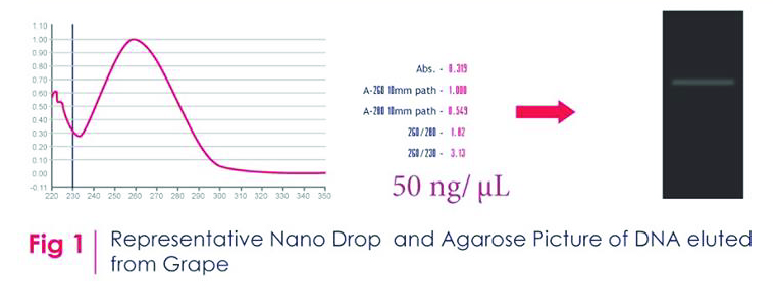 1.10
1.00
0.90
0.80
0.70
0.60
0.50
0.40
0.30
0.20
0.10
0.00
-0.11
220 230 240 250 260 270 280 290 300 310 320 330 340 350
Abs. - 0.319
A-260 10mm path - 1.000
A-280 10mm path - 0.549
260/280 - 1.82
260/230 - 3.13
50 ng/ μL
Fig 1
Representative Nano Drop and Agarose Picture of DNA eluted
from Grape